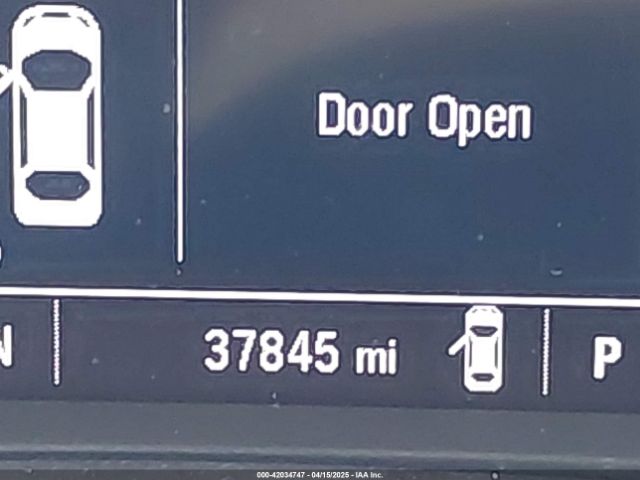 Door Open
N
37845 mi
P
000-42034747 - 04/15/2025 - IAA Inc.